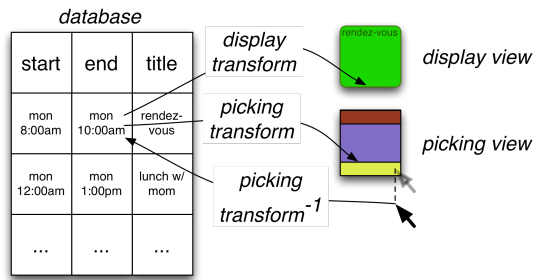 database
start end title
mon
8:00am
mon
10:00am
rendez-
vous
mon
12:00am
mon
1:00pm
lunch w/
mom
... ... ...
display
transform
picking
transform
picking
transform-1
rendez-vous
display view
picking view